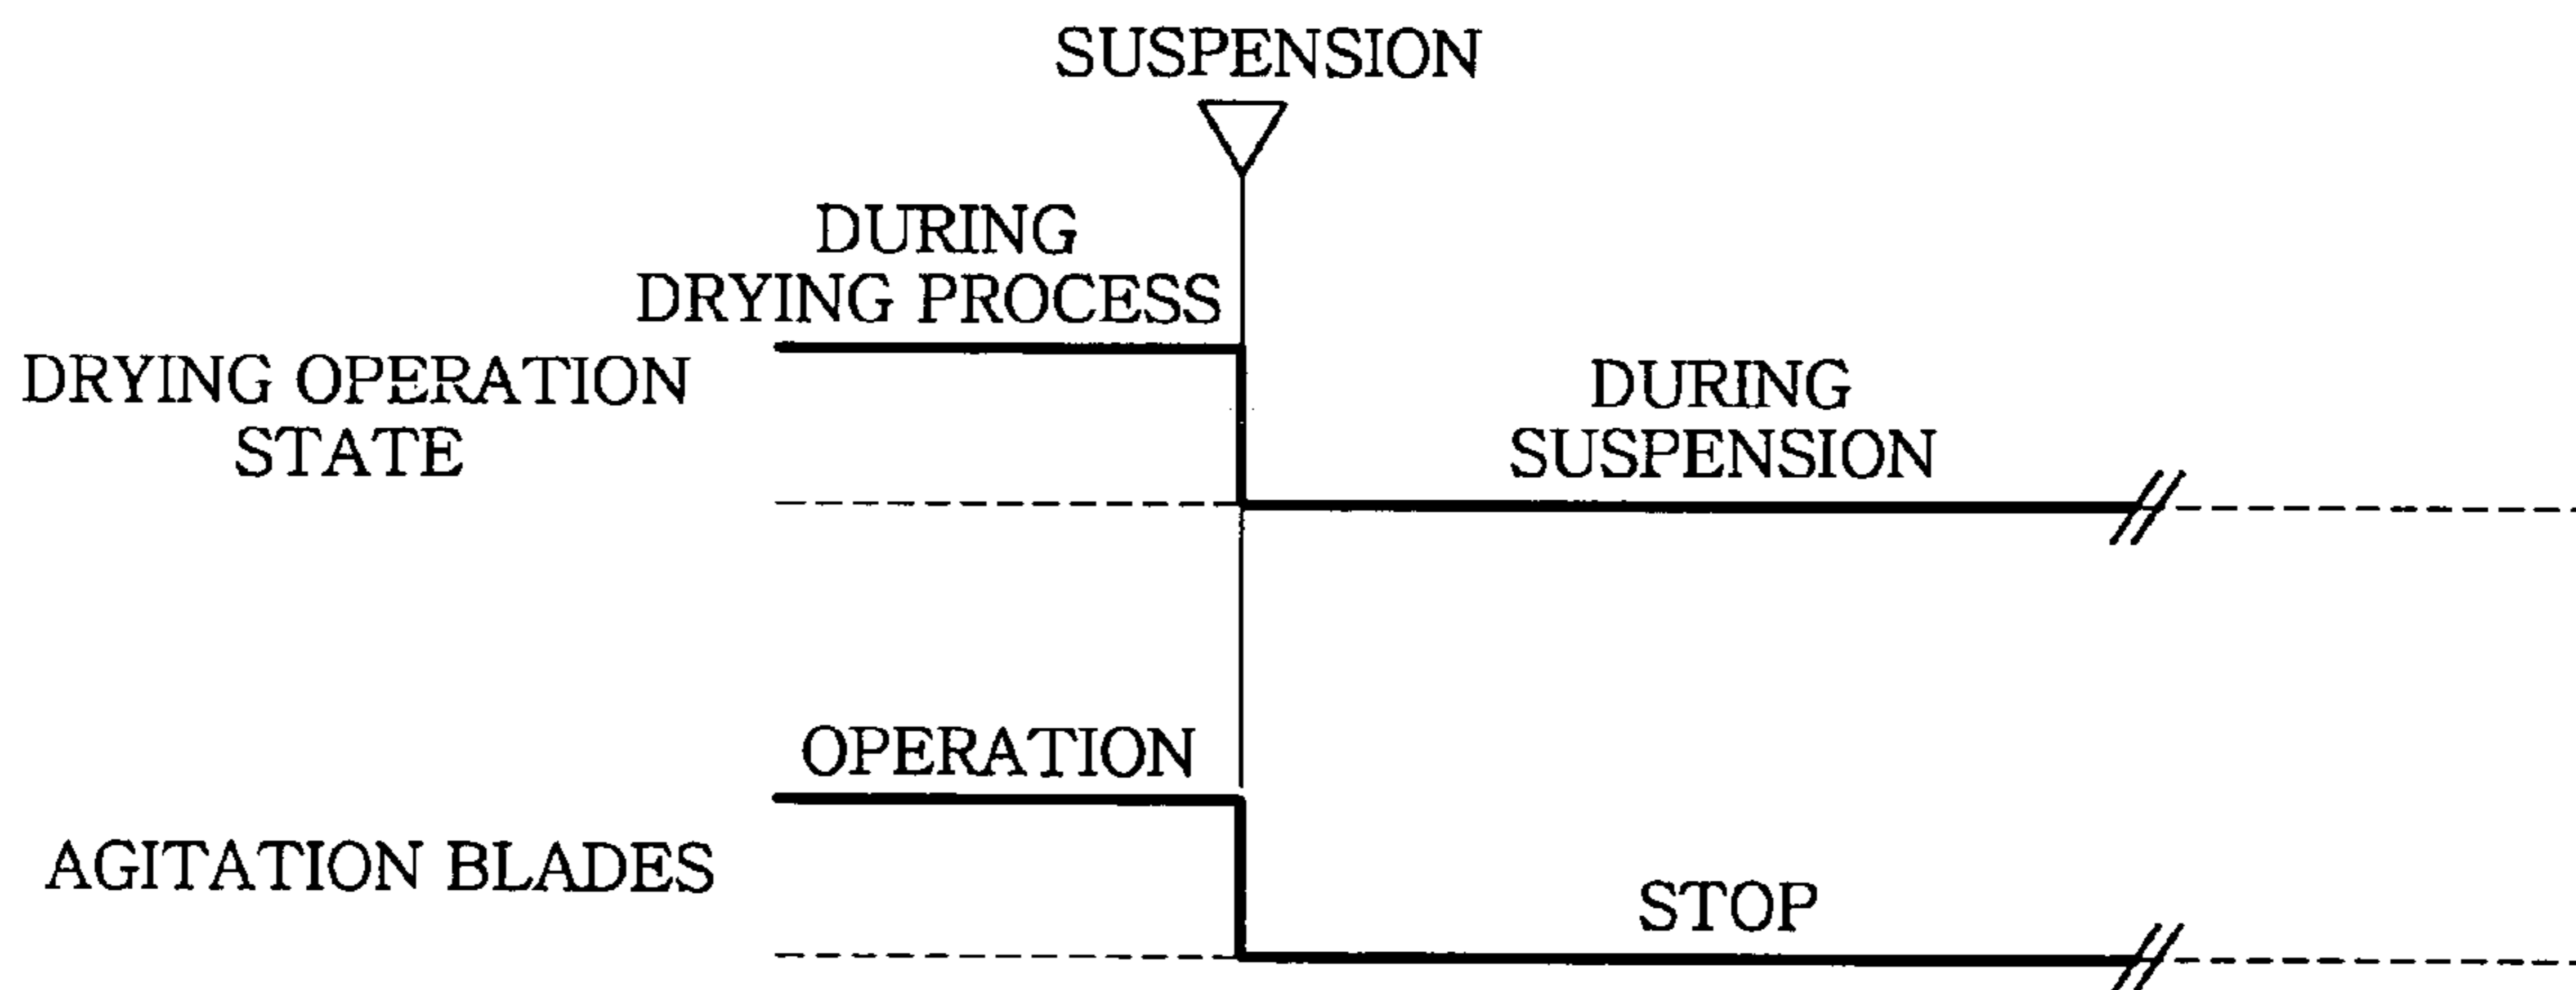 SUSPENSION
DURING
DRYING PROCESS
DRYING OPERATION
STATE
DURING
SUSPENSION
OPERATION
AGITATION BLADES
STOP